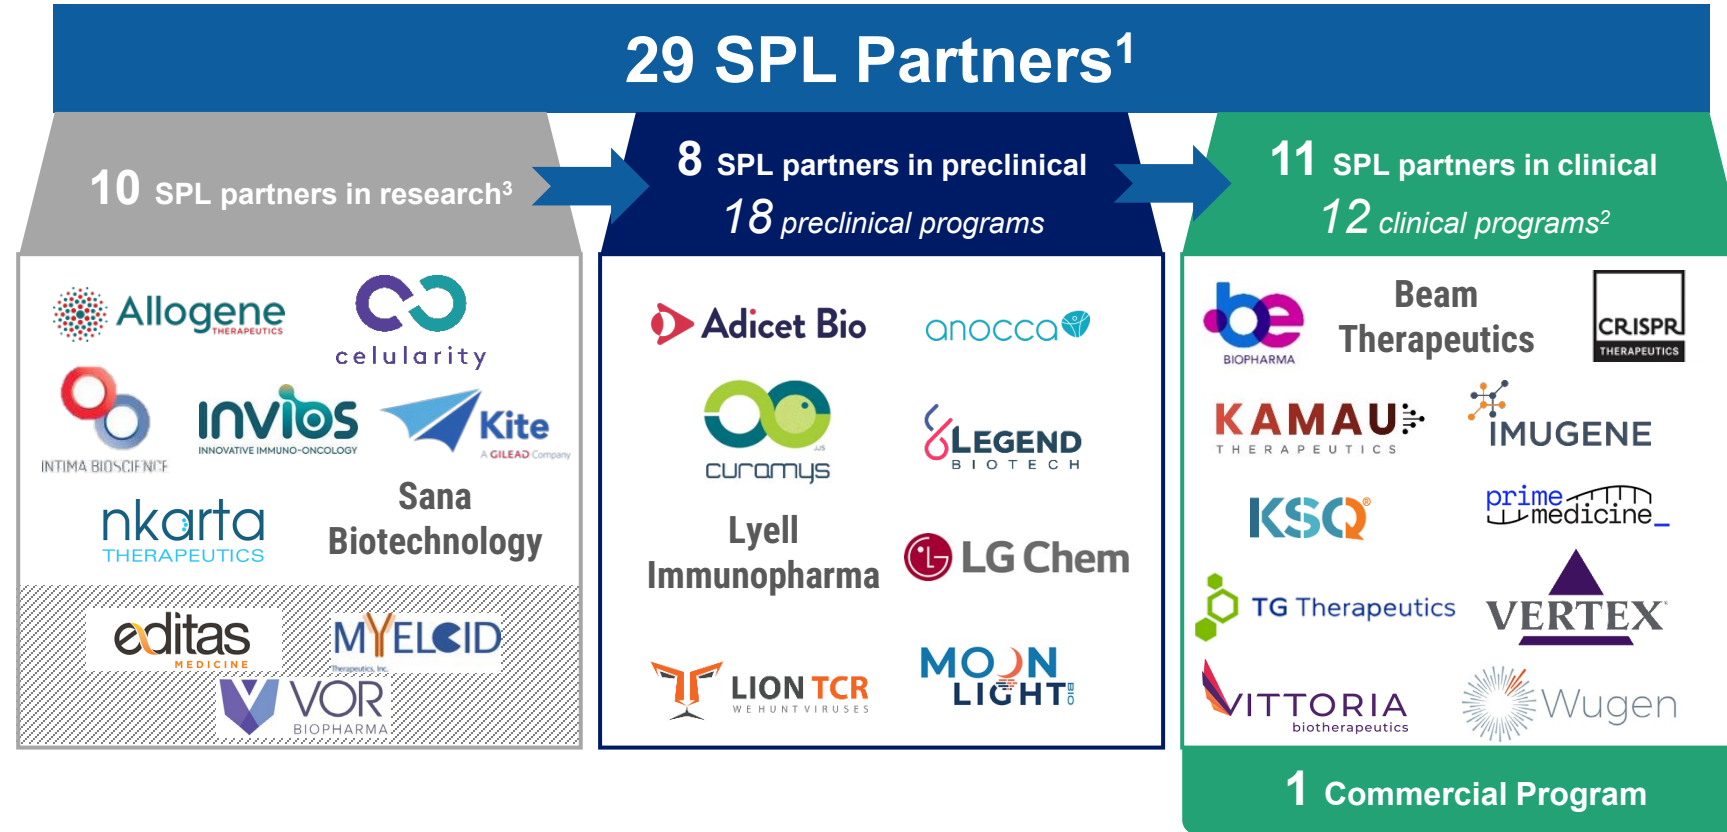 29 SPL Partners1
10 SPL partners in research3
8 SPL partners in preclinical
18 preclinical programs
11 SPL partners in clinical
12 clinical programs2
Allogene
THERAPEUTICS
celularity
INTIMA BIOSCIENCE
INVIOS
INNOVATIVE IMMUNO-ONCOLOGY
Kite
A GILEAD Company
nkarta
THERAPEUTICS
Sana
Biotechnology
editas
MEDICINE
MYELOID
Therapeutics, Inc.
VOR
BIOPHARMA
Adicet Bio
anocca
JJS
curamys
LEGEND
BIOTECH
Lyell
Immunopharma
LG Chem
LION TCR
WE HUNT VIRUSES
MOON
LIGHT BIO
be
BIOPHARMA
Beam
Therapeutics
CRISPR
THERAPEUTICS
KAMAU
THERAPEUTICS
IMUGENE
KSQ®
prime
medicine_
TG Therapeutics
VERTEX
VITTORIA
biotherapeutics
Wugen
1 Commercial Program